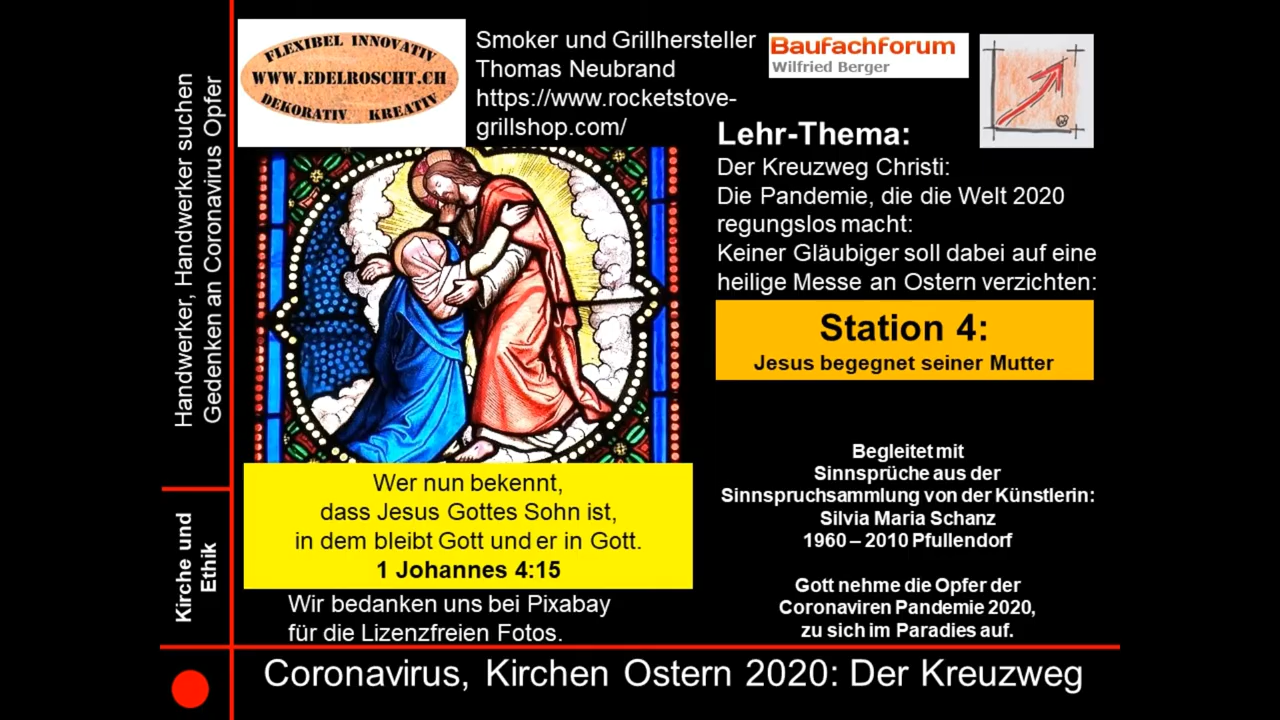 Handwerker, Handwerker suchen
Gedenken an Coronavirus Opfer
FLEXIBEL INNOVATIV
WWW.EDELROSCHT.CH
DEKORATIV KREATIV
Smoker und Grillhersteller
Thomas Neubrand
https://www.rocketstove-
grillshop.com/
Baufachforum
Wilfried Berger
Lehr-Thema:
Der Kreuzweg Christi:
Die Pandemie, die die Welt 2020
regungslos macht:
Keiner Gläubiger soll dabei auf eine
heilige Messe an Ostern verzichten:
Station 4:
Jesus begegnet seiner Mutter
Wer nun bekennt,
dass Jesus Gottes Sohn ist,
in dem bleibt Gott und er in Gott.
1 Johannes 4:15
Wir bedanken uns bei Pixabay
für die Lizenzfreien Fotos.
Begleitet mit
Sinnsprüche aus der
Sinnspruchsammlung von der Künstlerin:
Silvia Maria Schanz
1960 – 2010 Pfullendorf
Gott nehme die Opfer der
Coronaviren Pandemie 2020,
zu sich im Paradies auf.
Kirche und
Ethik
Coronavirus, Kirchen Ostern 2020: Der Kreuzweg